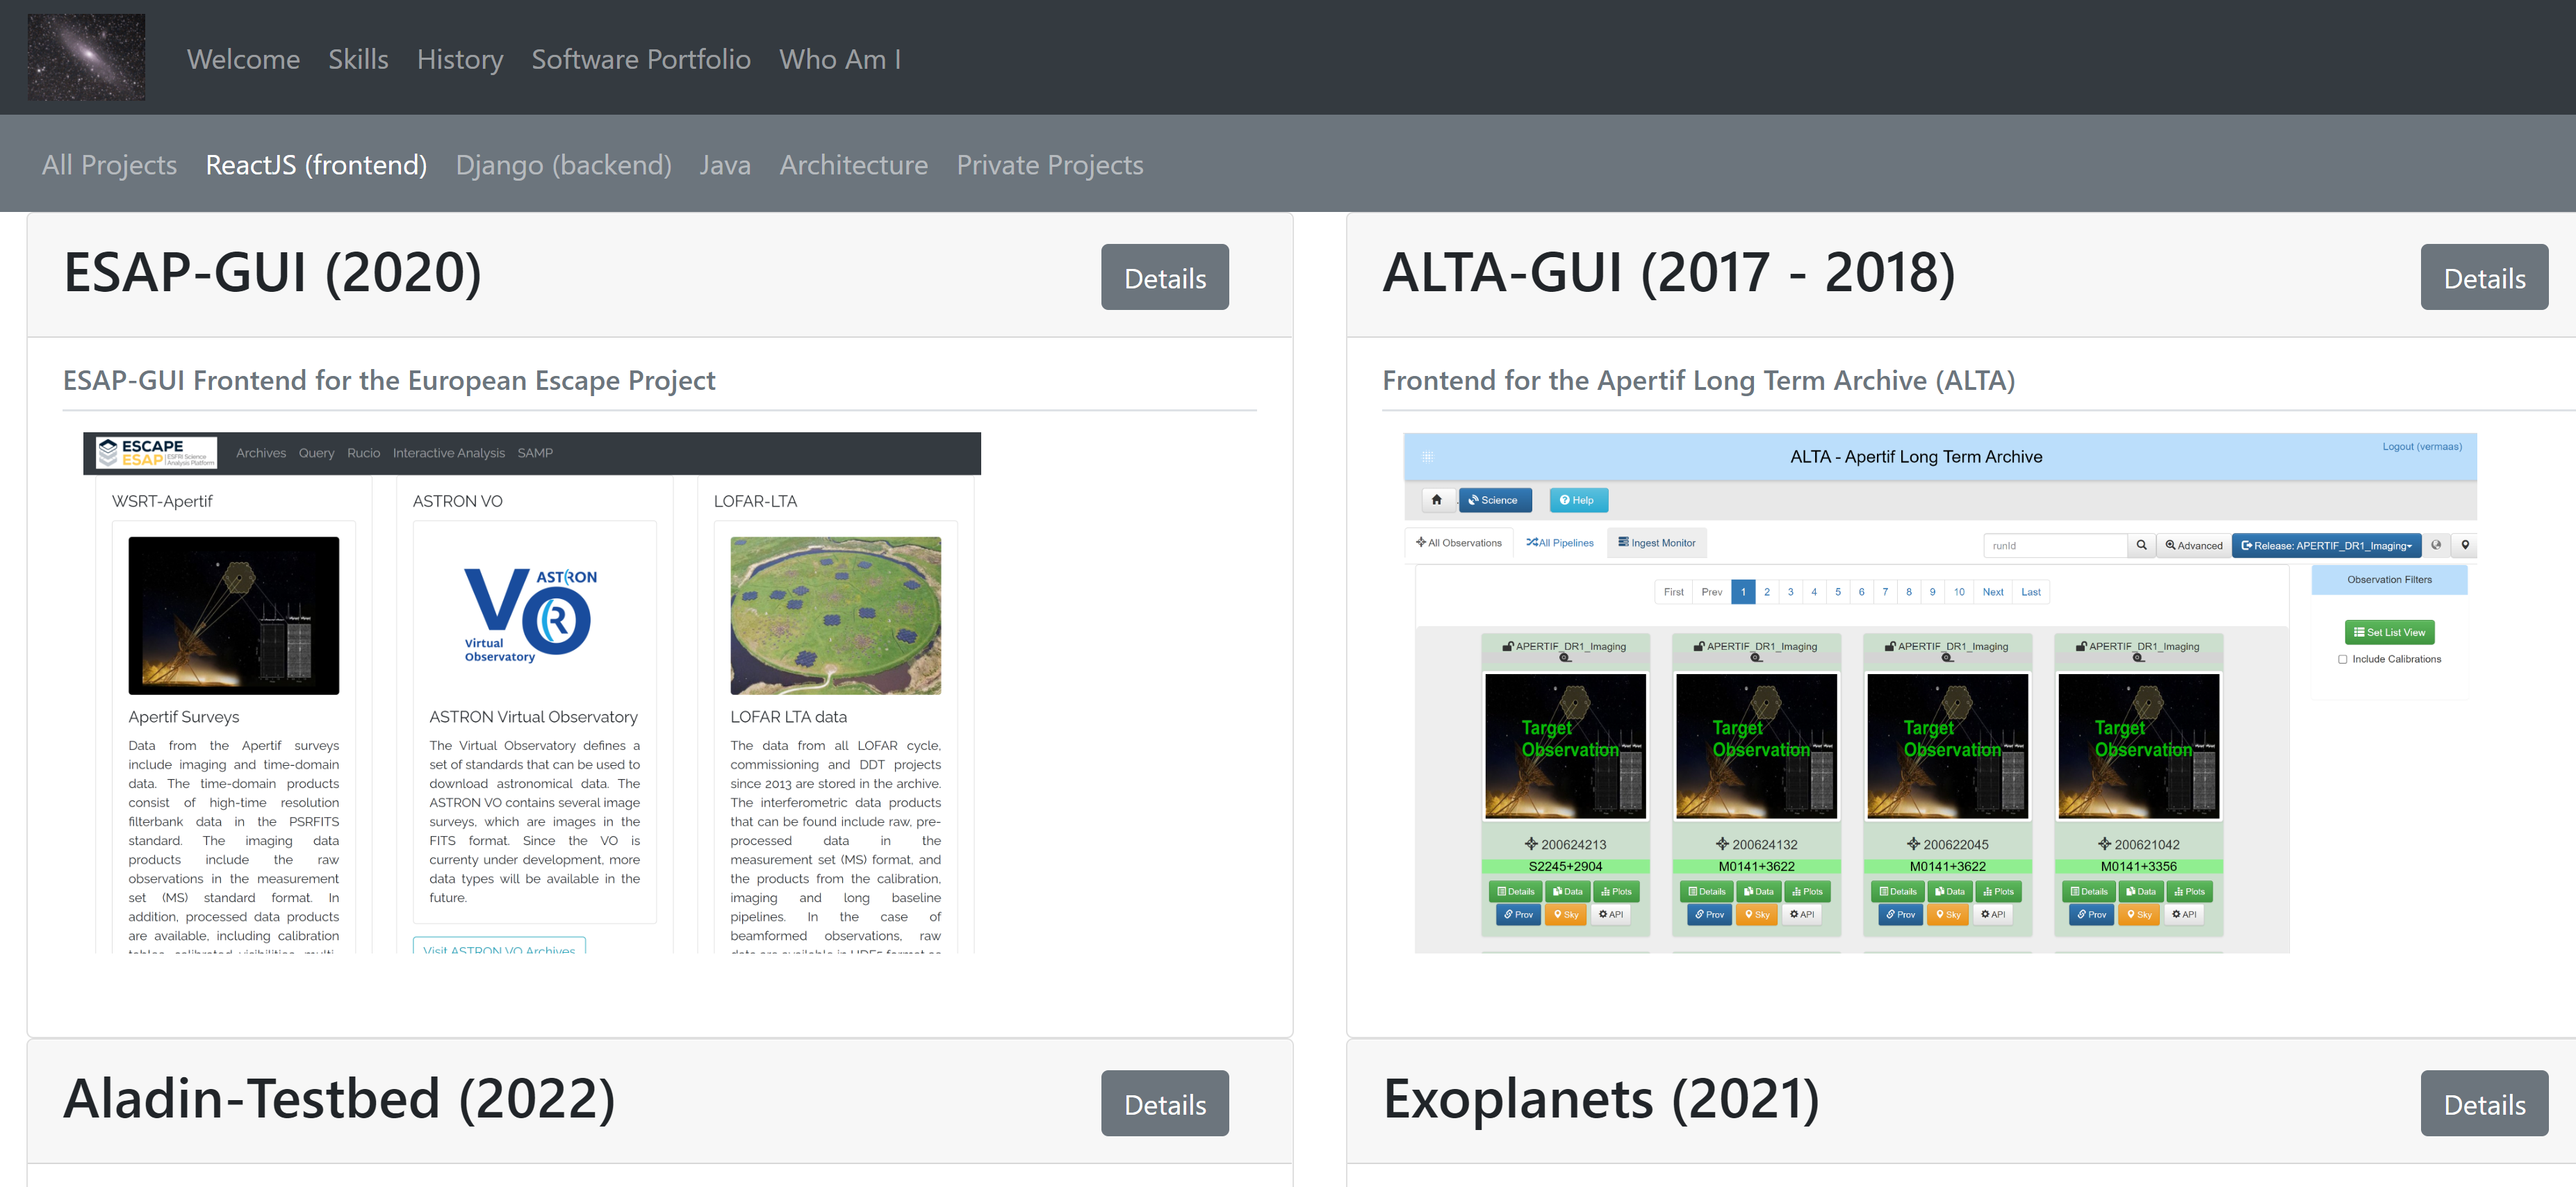 Welcome Skills History Software Portfolio Who Am I
All Projects ReactJS (frontend) Django (backend) Java Architecture Private Projects
ESAP-GUI (2020)
Details
ESAP-GUI Frontend for the European Escape Project
ESCAPE
ESAP
ESFRI Science
Analysis Platform
Archives Query Rucio Interactive Analysis SAMP
WSRT-Apertif
Apertif Surveys
Data from the Apertif surveys
include imaging and time-domain
data. The time-domain products
consist of high-time resolution
filterbank data in the PSRFITS
standard. The imaging data
products include the raw
observations in the measurement
set (MS) standard format. In
addition, processed data products
are available, including calibration
tables, calibrated visibilities, multi-
ASTRON VO
ASTRON
VO
Virtual
Observatory
ASTRON Virtual Observatory
The Virtual Observatory defines a
set of standards that can be used to
download astronomical data. The
ASTRON VO contains several image
surveys, which are images in the
FITS format. Since the VO is
currenty under development, more
data types will be available in the
future.
Visit ASTRON VO Archives
LOFAR-LTA
LOFAR LTA data
The data from all LOFAR cycle,
commissioning and DDT projects
since 2013 are stored in the archive.
The interferometric data products
that can be found include raw, pre-
processed data in the
measurement set (MS) format, and
the products from the calibration,
imaging and long baseline
pipelines. In the case of
beamformed observations, raw
data are available in HDF5 format as
ALTA-GUI (2017 - 2018)
Details
Frontend for the Apertif Long Term Archive (ALTA)
ALTA - Apertif Long Term Archive
Logout (vermaas)
Science Help
All Observations All Pipelines Ingest Monitor
runId Advanced Release: APERTIF_DR1_Imaging
First Prev 1 2 3 4 5 6 7 8 9 10 Next Last
Observation Filters
Set List View
Include Calibrations
APERTIF_DR1_Imaging
Target
Observation
200624213
S2245+2904
Details Data Plots
Prov Sky API
APERTIF_DR1_Imaging
Target
Observation
200624132
M0141+3622
Details Data Plots
Prov Sky API
APERTIF_DR1_Imaging
Target
Observation
200622045
M0141+3622
Details Data Plots
Prov Sky API
APERTIF_DR1_Imaging
Target
Observation
200621042
M0141+3356
Details Data Plots
Prov Sky API
Aladin-Testbed (2022)
Details
Exoplanets (2021)
Details